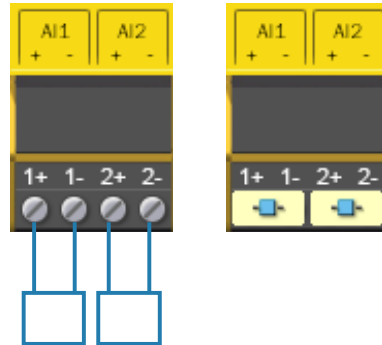 AI1 AI2
+ - + -
1+ 1- 2+ 2-
AI1 AI2
+ - + -
1+ 1- 2+ 2-